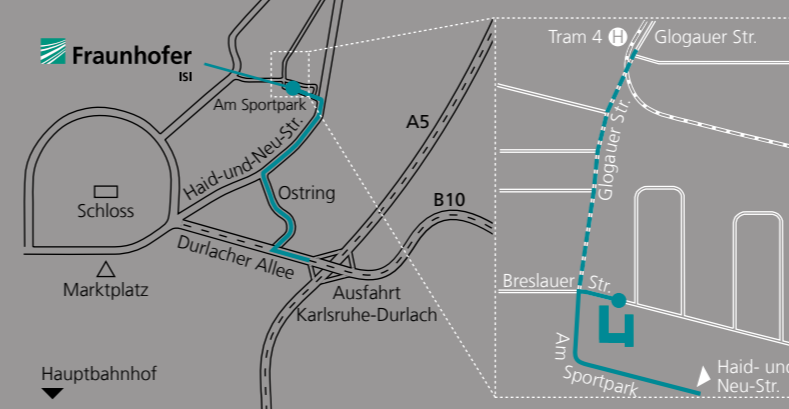 Fraunhofer
ISI
Am Sportpark
Haid-und-Neu-Str.
Schloss
Marktplatz
Durlacher Allee
Ostring
A5
B10
Ausfahrt
Karlsruhe-Durlach
Hauptbahnhof
Tram 4 H Glogauer Str.
Glogauer Str.
Breslauer Str.
Am
Sportpark
Haid- und
Neu-Str.